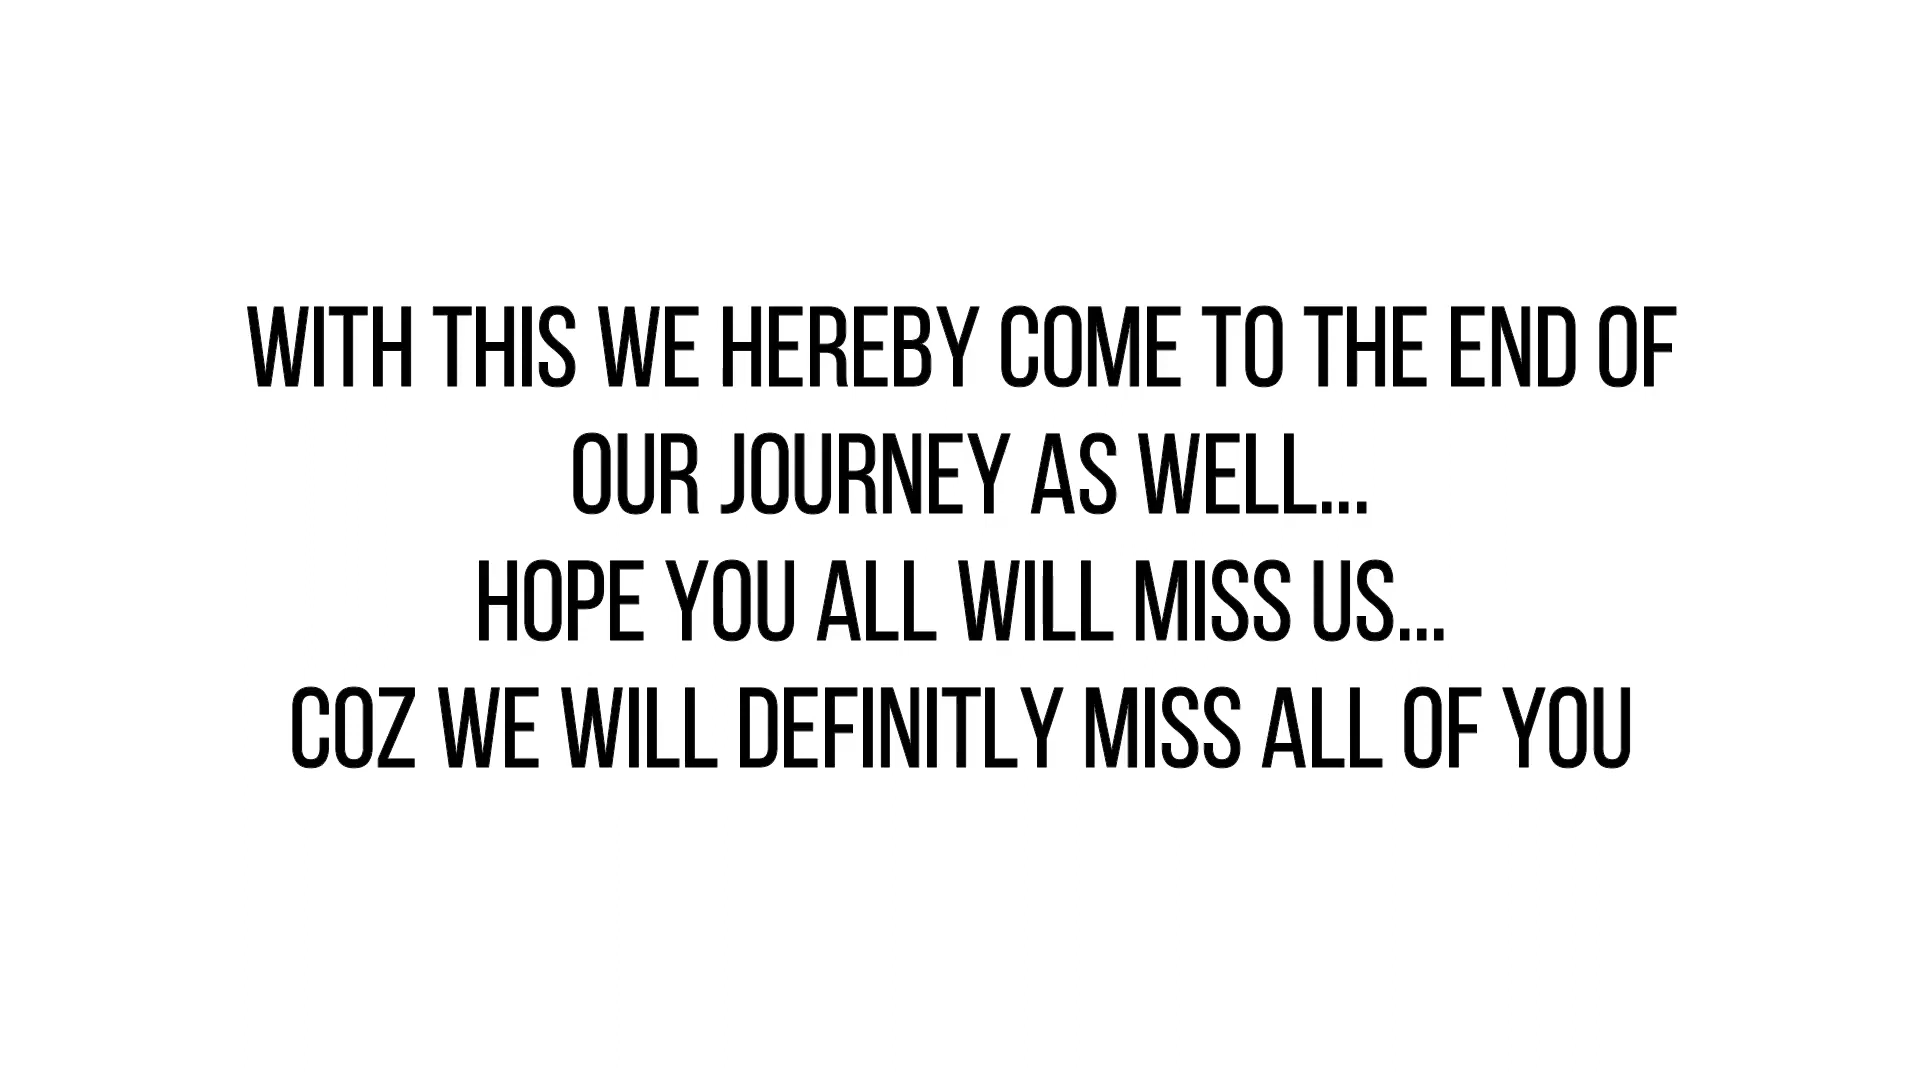 WITH THIS WE HEREBY COME TO THE END OF
OUR JOURNEY AS WELL...
HOPE YOU ALL WILL MISS US...
COZ WE WILL DEFINITLY MISS ALL OF YOU